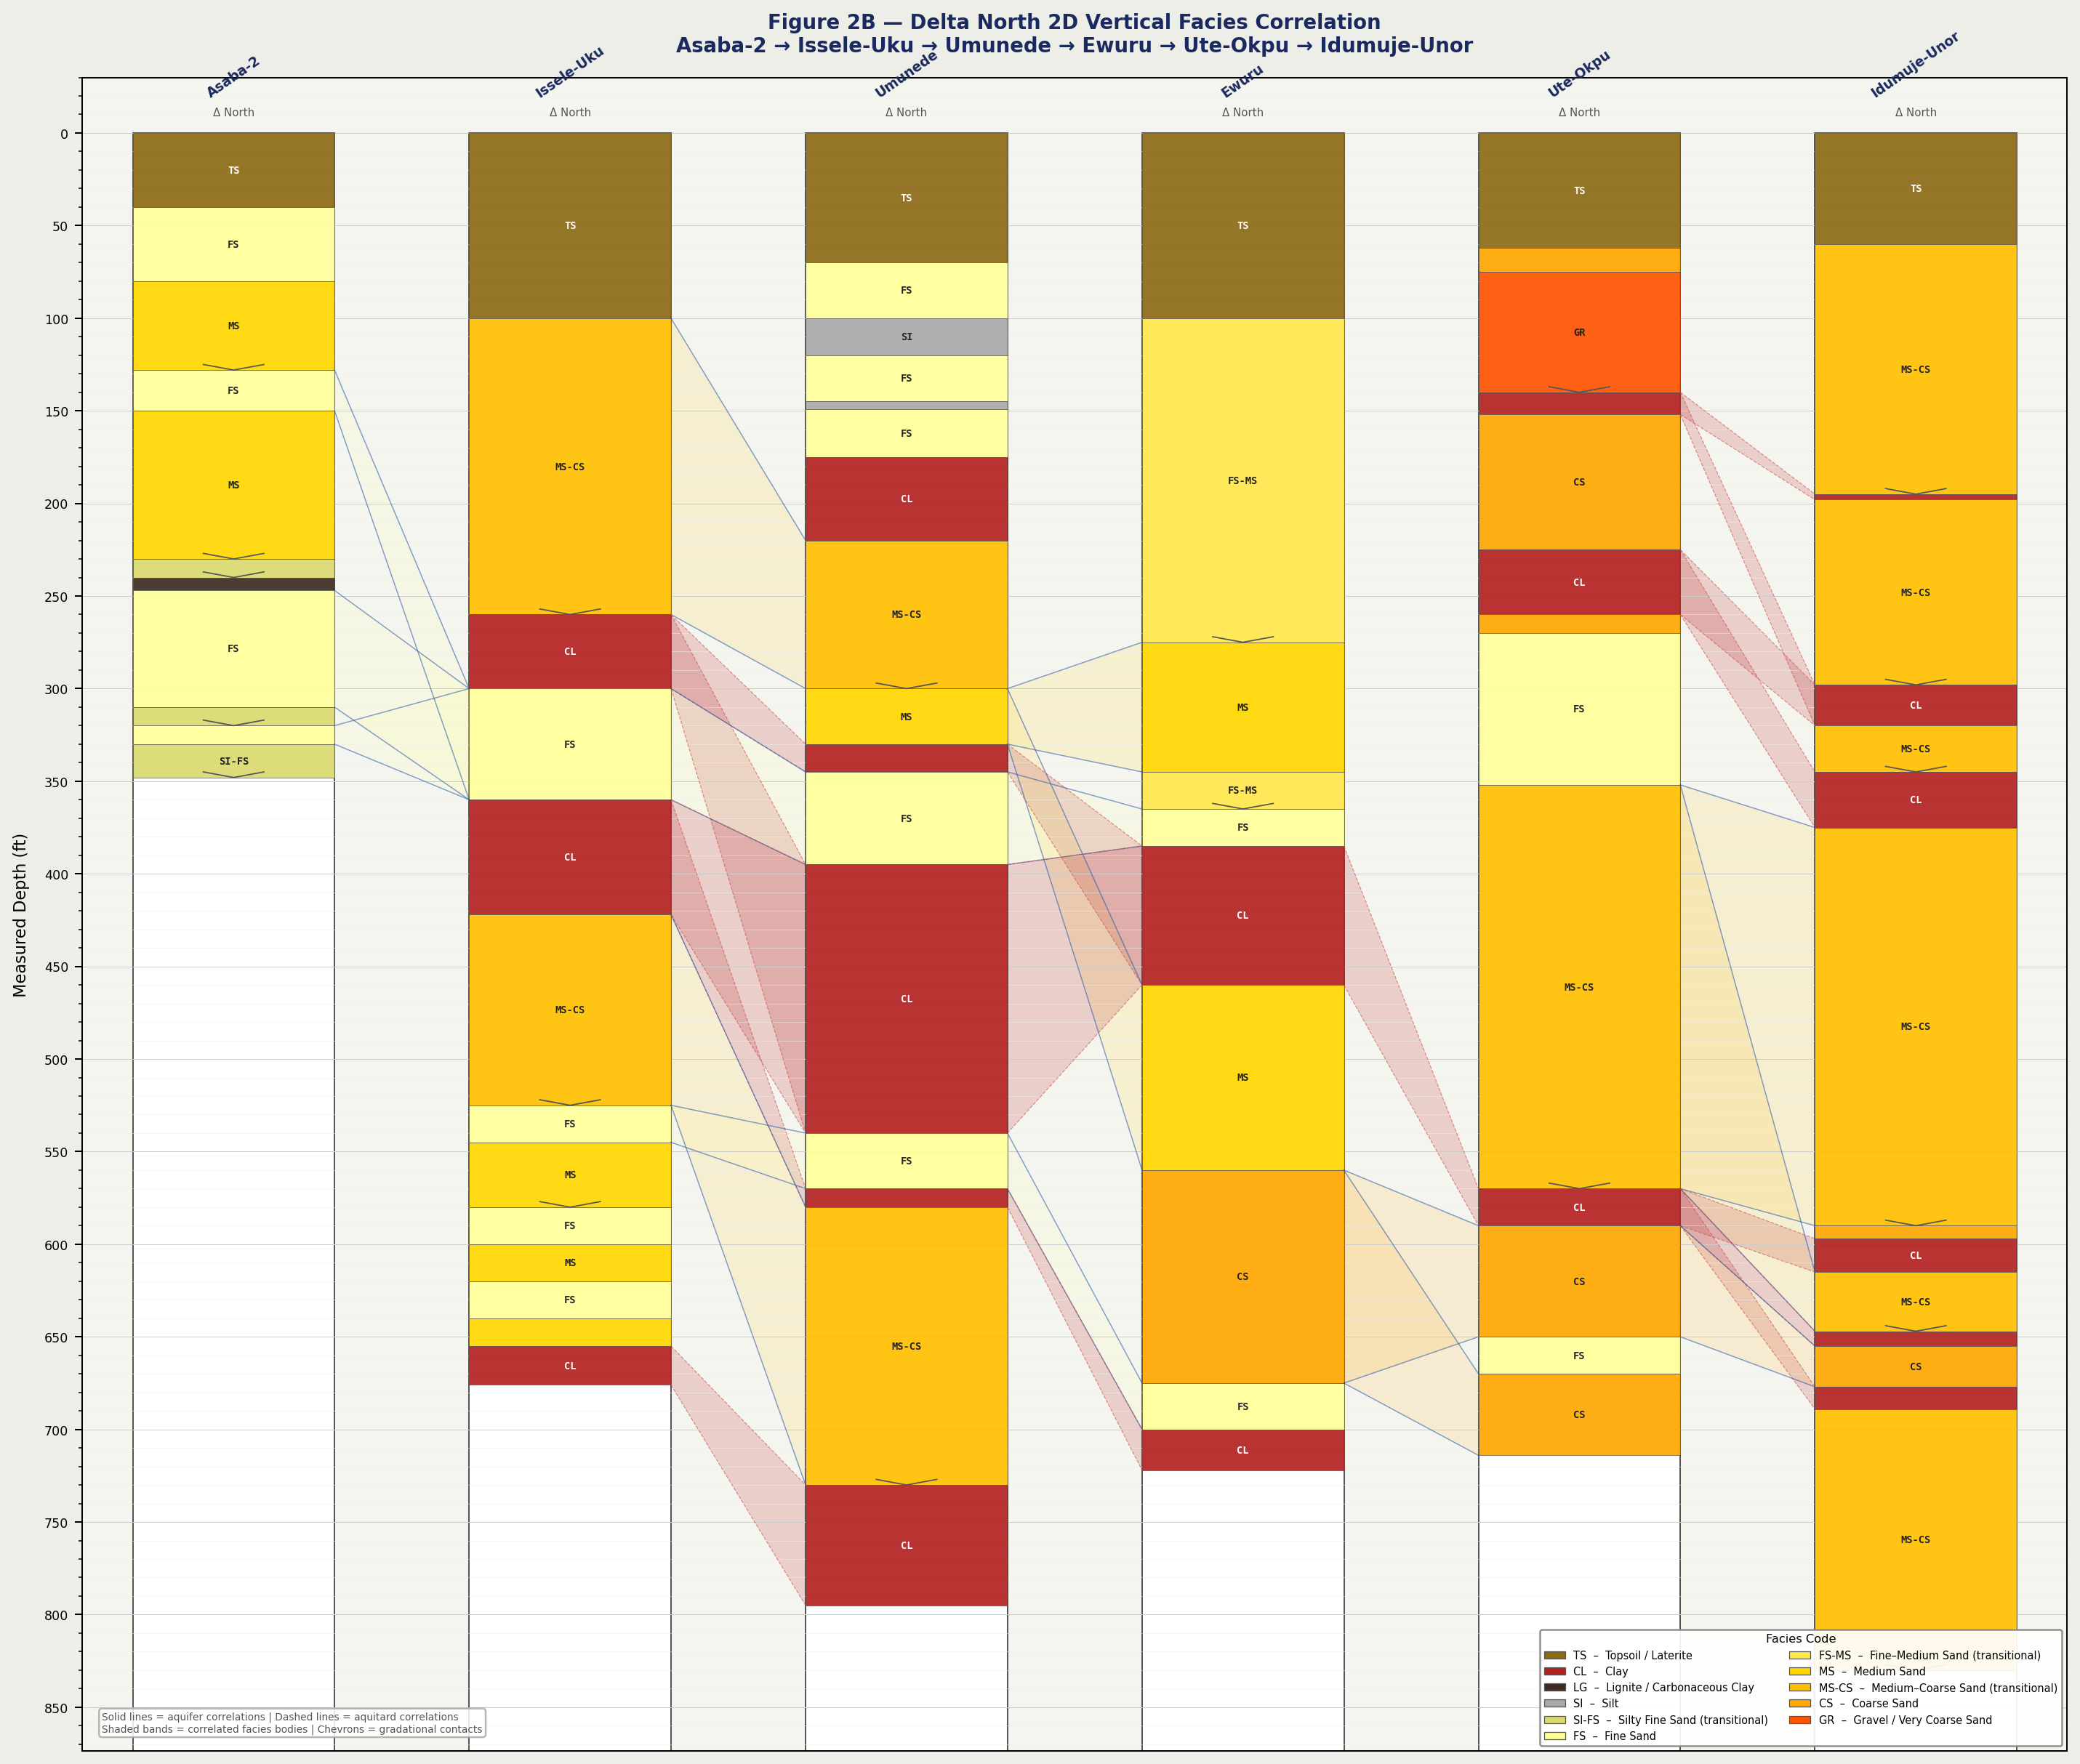 Figure 2B — Delta North 2D Vertical Facies Correlation
Asaba-2 → Issele-Uku → Umunede → Ewuru → Ute-Okpu → Idumuje-Unor
Asaba-2
Issele-Uku
Umunede
Ewuru
Ute-Okpu
Idumuje-Unor
Δ North
Δ North
Δ North
Δ North
Δ North
Δ North
Measured Depth (ft)
0
50
100
150
200
250
300
350
400
450
500
550
600
650
700
750
800
850
TS
FS
MS
FS
MS
FS
SI-FS
TS
MS-CS
CL
FS
CL
MS-CS
FS
MS
FS
MS
FS
CL
TS
FS
SI
FS
FS
CL
MS-CS
MS
FS
CL
FS
MS-CS
CL
TS
FS-MS
MS
FS-MS
FS
CL
MS
CS
FS
CL
TS
GR
CS
CL
FS
MS-CS
CL
CS
FS
CS
TS
MS-CS
MS-CS
CL
MS-CS
CL
MS-CS
CL
MS-CS
CS
MS-CS
Solid lines = aquifer correlations | Dashed lines = aquitard correlations
Shaded bands = correlated facies bodies | Chevrons = gradational contacts
Facies Code
TS – Topsoil / Laterite
CL – Clay
LG – Lignite / Carbonaceous Clay
SI – Silt
SI-FS – Silty Fine Sand (transitional)
FS – Fine Sand
FS-MS – Fine–Medium Sand (transitional)
MS – Medium Sand
MS-CS – Medium–Coarse Sand (transitional)
CS – Coarse Sand
GR – Gravel / Very Coarse Sand